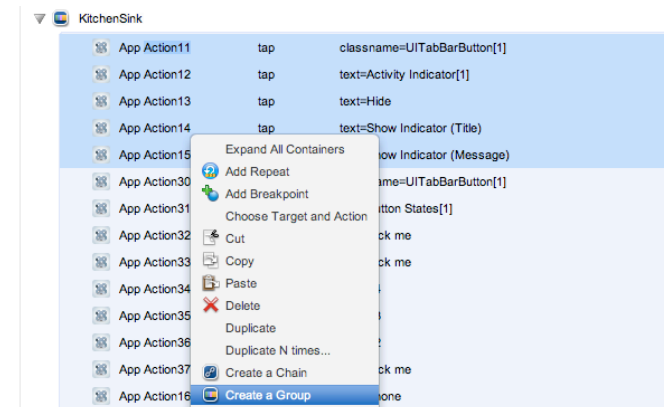 KitchenSink
App Action11 tap classname=UITabBarButton[1]
App Action12 tap text=Activity Indicator[1]
App Action13 tap text=Hide
App Action14 tap text=Show Indicator (Title)
App Action15 how Indicator (Message)
Expand All Containers
Add Repeat
App Action30 ame=UITabBarButton[1]
Add Breakpoint
App Action31 tton States[1]
Choose Target and Action
App Action32 ck me
Cut
App Action33 ck me
Copy
App Action34
Paste
App Action35
Delete
App Action36
Duplicate
Duplicate N times...
App Action37 ck me
Create a Chain
App Action16 one
Create a Group